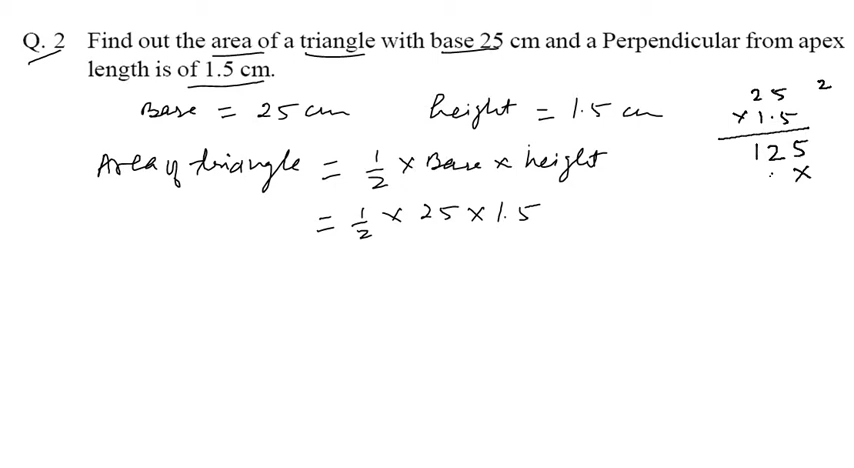 Q. 2 Find out the area of a triangle with base 25 cm and a Perpendicular from apex
length is of 1.5 cm.
Base = 25 cm height = 1.5 cm
Area of triangle = 1/2 × Base × height
= 1/2 × 25 × 1.5
2
25
× 1.5
125
. ×